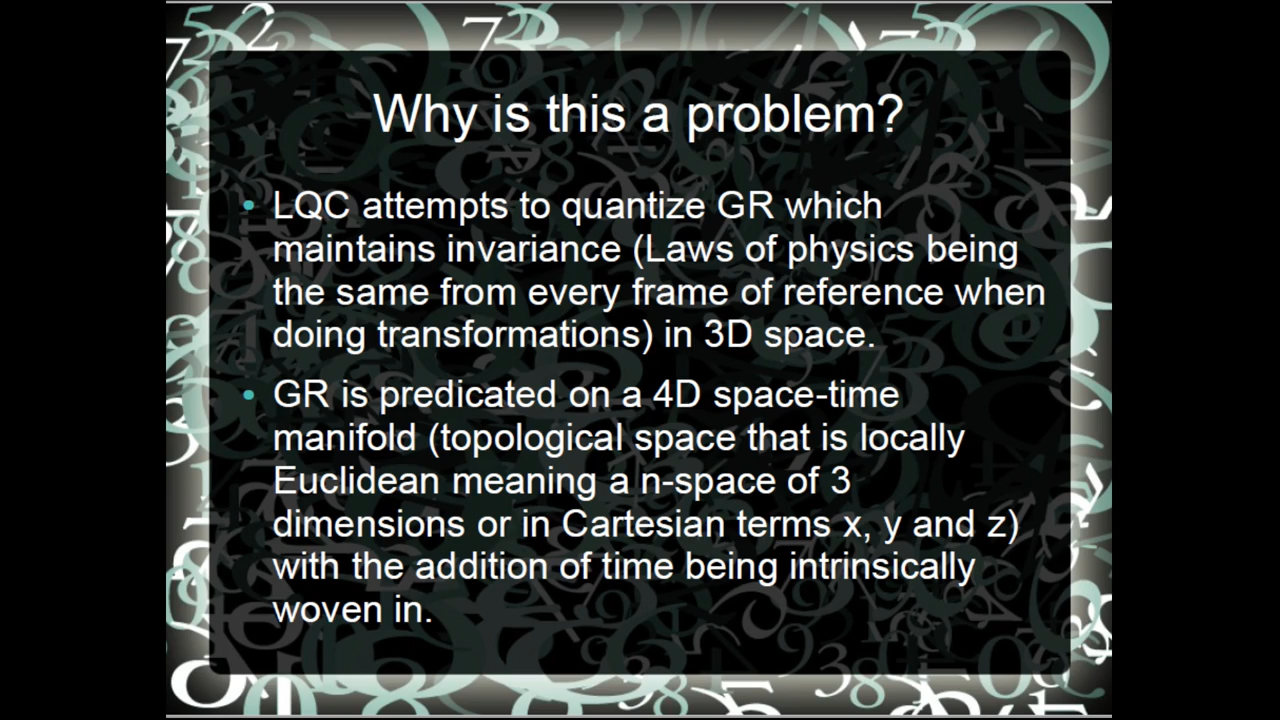 Why is this a problem?
• LQC attempts to quantize GR which
maintains invariance (Laws of physics being
the same from every frame of reference when
doing transformations) in 3D space.
• GR is predicated on a 4D space-time
manifold (topological space that is locally
Euclidean meaning a n-space of 3
dimensions or in Cartesian terms x, y and z)
with the addition of time being intrinsically
woven in.